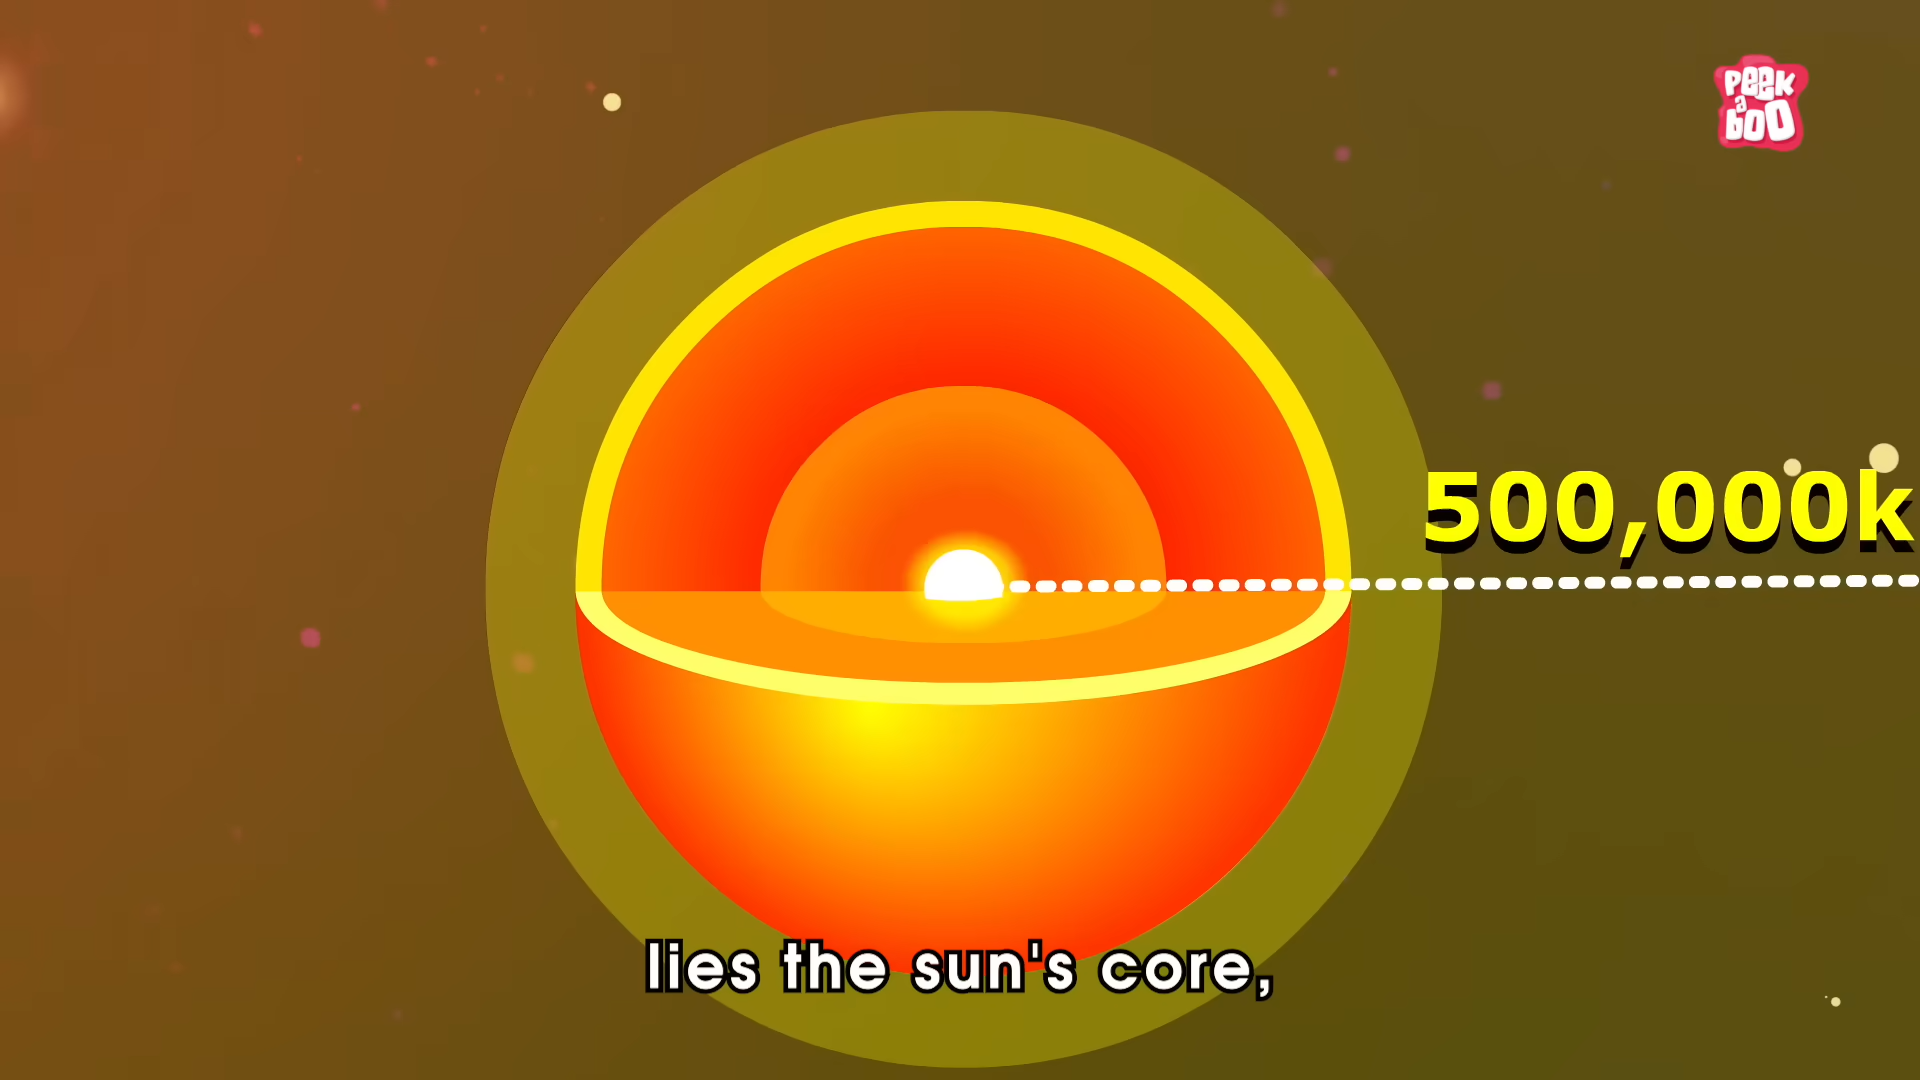 PEEK
a
boo
500,000k
lies the sun's core,